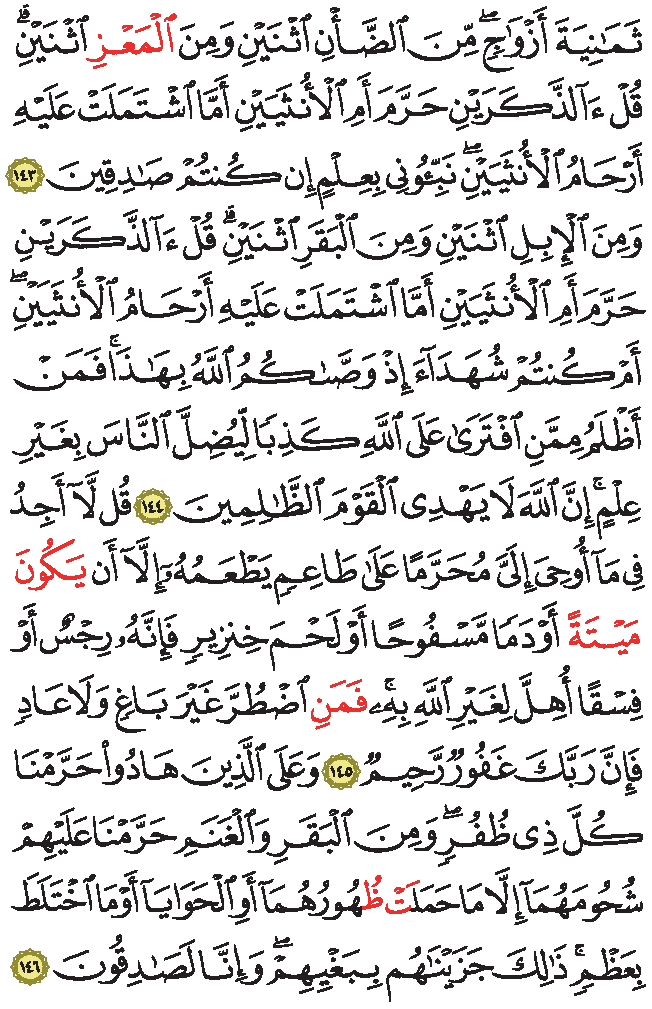 ثَمَٰنِيَةَ أَزْوَٰجٍۖ مِّنَ ٱلضَّأْنِ ٱثْنَيْنِ وَمِنَ ٱلْمَعْزِ ٱثْنَيْنِۗ
قُلْ ءَآلذَّكَرَيْنِ حَرَّمَ أَمِ ٱلْأُنثَيَيْنِ أَمَّا ٱشْتَمَلَتْ عَلَيْهِ
أَرْحَامُ ٱلْأُنثَيَيْنِۖ نَبِّـُٔونِى بِعِلْمٍ إِن كُنتُمْ صَٰدِقِينَ ١٤٣
وَمِنَ ٱلْإِبِلِ ٱثْنَيْنِ وَمِنَ ٱلْبَقَرِ ٱثْنَيْنِۗ قُلْ ءَآلذَّكَرَيْنِ
حَرَّمَ أَمِ ٱلْأُنثَيَيْنِ أَمَّا ٱشْتَمَلَتْ عَلَيْهِ أَرْحَامُ ٱلْأُنثَيَيْنِۖ
أَمْ كُنتُمْ شُهَدَآءَ إِذْ وَصَّىٰكُمُ ٱللَّهُ بِهَٰذَاۚ فَمَنْ
أَظْلَمُ مِمَّنِ ٱفْتَرَىٰ عَلَى ٱللَّهِ كَذِبًا لِّيُضِلَّ ٱلنَّاسَ بِغَيْرِ
عِلْمٍۚ إِنَّ ٱللَّهَ لَا يَهْدِى ٱلْقَوْمَ ٱلظَّٰلِمِينَ ١٤٤ قُل لَّآ أَجِدُ
فِى مَآ أُوحِىَ إِلَىَّ مُحَرَّمًا عَلَىٰ طَاعِمٍ يَطْعَمُهُۥٓ إِلَّآ أَن يَكُونَ
مَيْتَةً أَوْ دَمًا مَّسْفُوحًا أَوْ لَحْمَ خِنزِيرٍ فَإِنَّهُۥ رِجْسٌ أَوْ
فِسْقًا أُهِلَّ لِغَيْرِ ٱللَّهِ بِهِۦۚ فَمَنِ ٱضْطُرَّ غَيْرَ بَاغٍ وَلَا عَادٍ
فَإِنَّ رَبَّكَ غَفُورٌ رَّحِيمٌ ١٤٥ وَعَلَى ٱلَّذِينَ هَادُوا۟ حَرَّمْنَا
كُلَّ ذِى ظُفُرٍۖ وَمِنَ ٱلْبَقَرِ وَٱلْغَنَمِ حَرَّمْنَا عَلَيْهِمْ
شُحُومَهُمَآ إِلَّا مَا حَمَلَتْ ظُهُورُهُمَآ أَوِ ٱلْحَوَايَآ أَوْ مَا ٱخْتَلَطَ
بِعَظْمٍۚ ذَٰلِكَ جَزَيْنَٰهُم بِبَغْيِهِمْۖ وَإِنَّا لَصَٰدِقُونَ ١٤٦